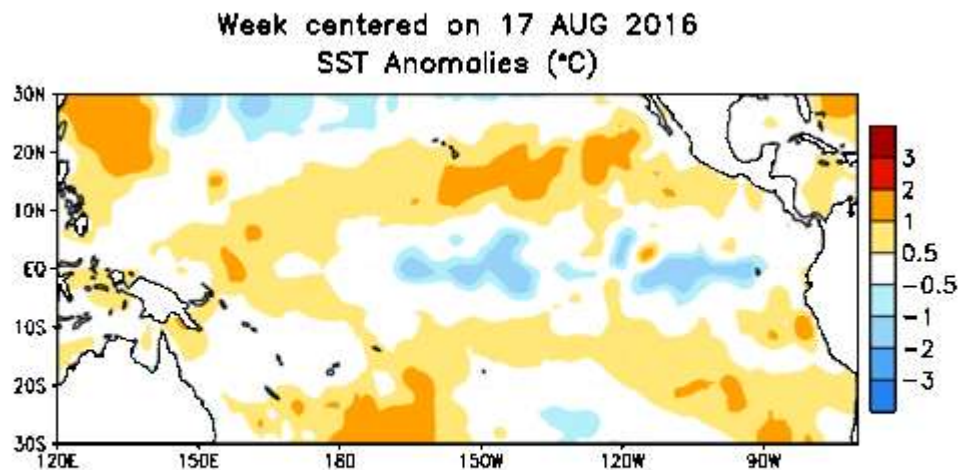 Week centered on 17 AUG 2016
SST Anomalies (°C)
30N
20N
10N
EQ
10S
20S
30S
120E 150E 180 150W 120W 90W
3
2
1
0.5
-0.5
-1
-2
-3